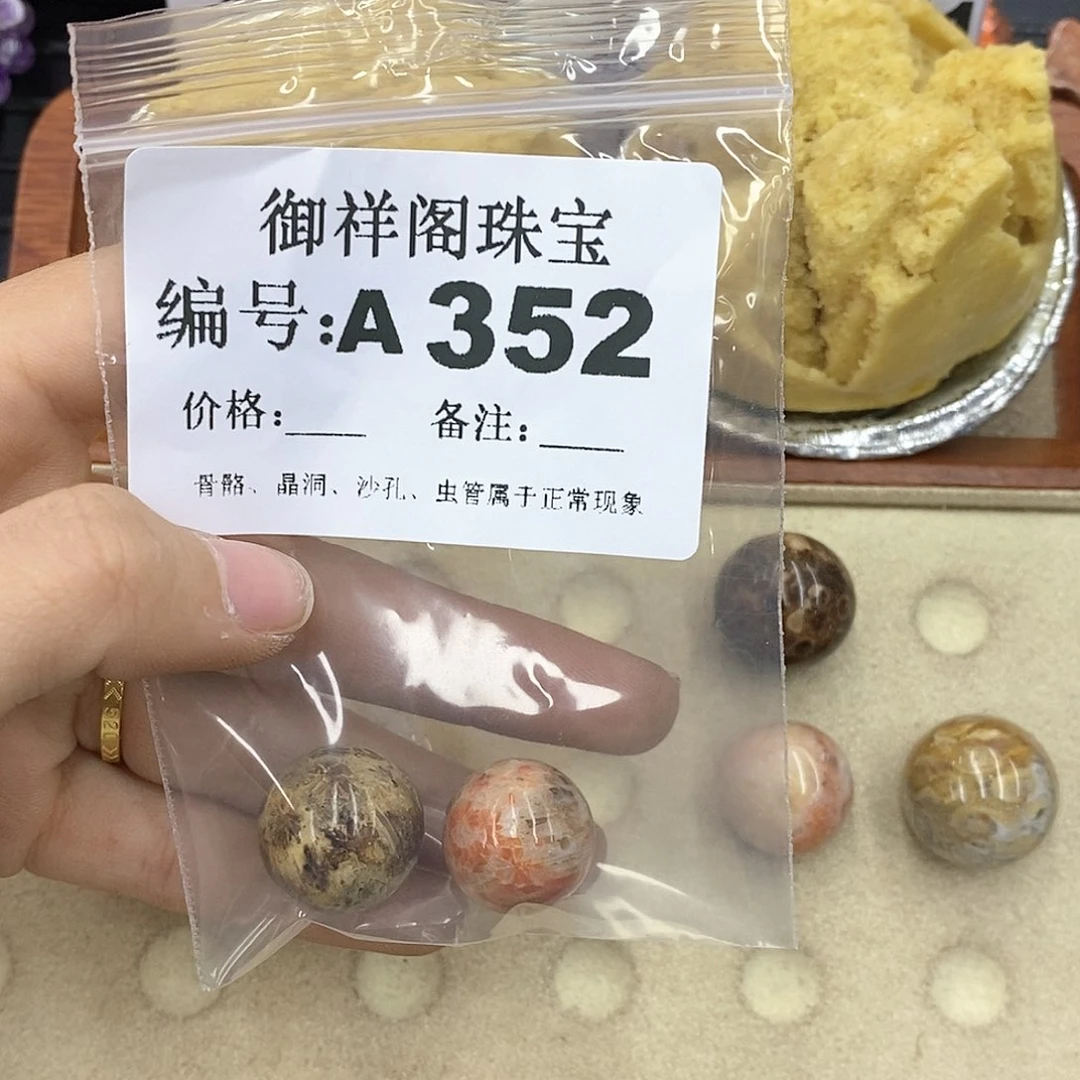 御祥阁珠宝
编号:A 352
价格:____ 备注:____
骨骼、晶洞、沙孔、虫管属于正常现象
520